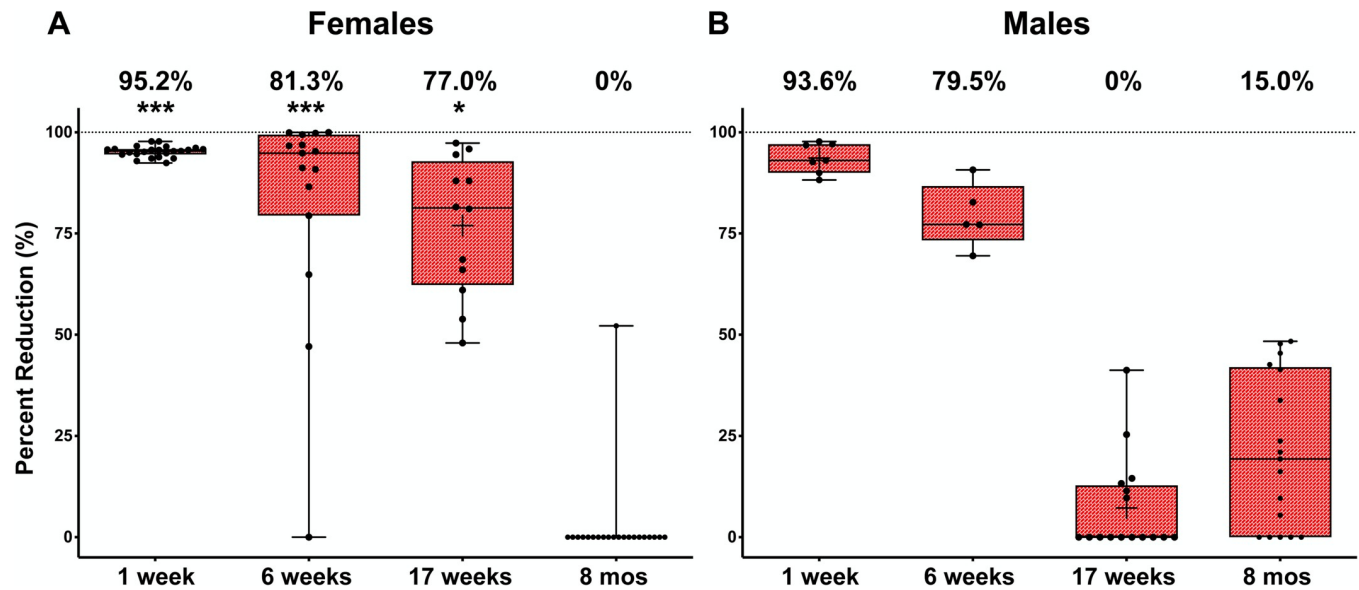 A Females B Males
95.2% 81.3% 77.0% 0% 93.6% 79.5% 0% 15.0%
*** *** *
100 100
75 75
50 50
25 25
0 0
Percent Reduction (%)
1 week 6 weeks 17 weeks 8 mos 1 week 6 weeks 17 weeks 8 mos